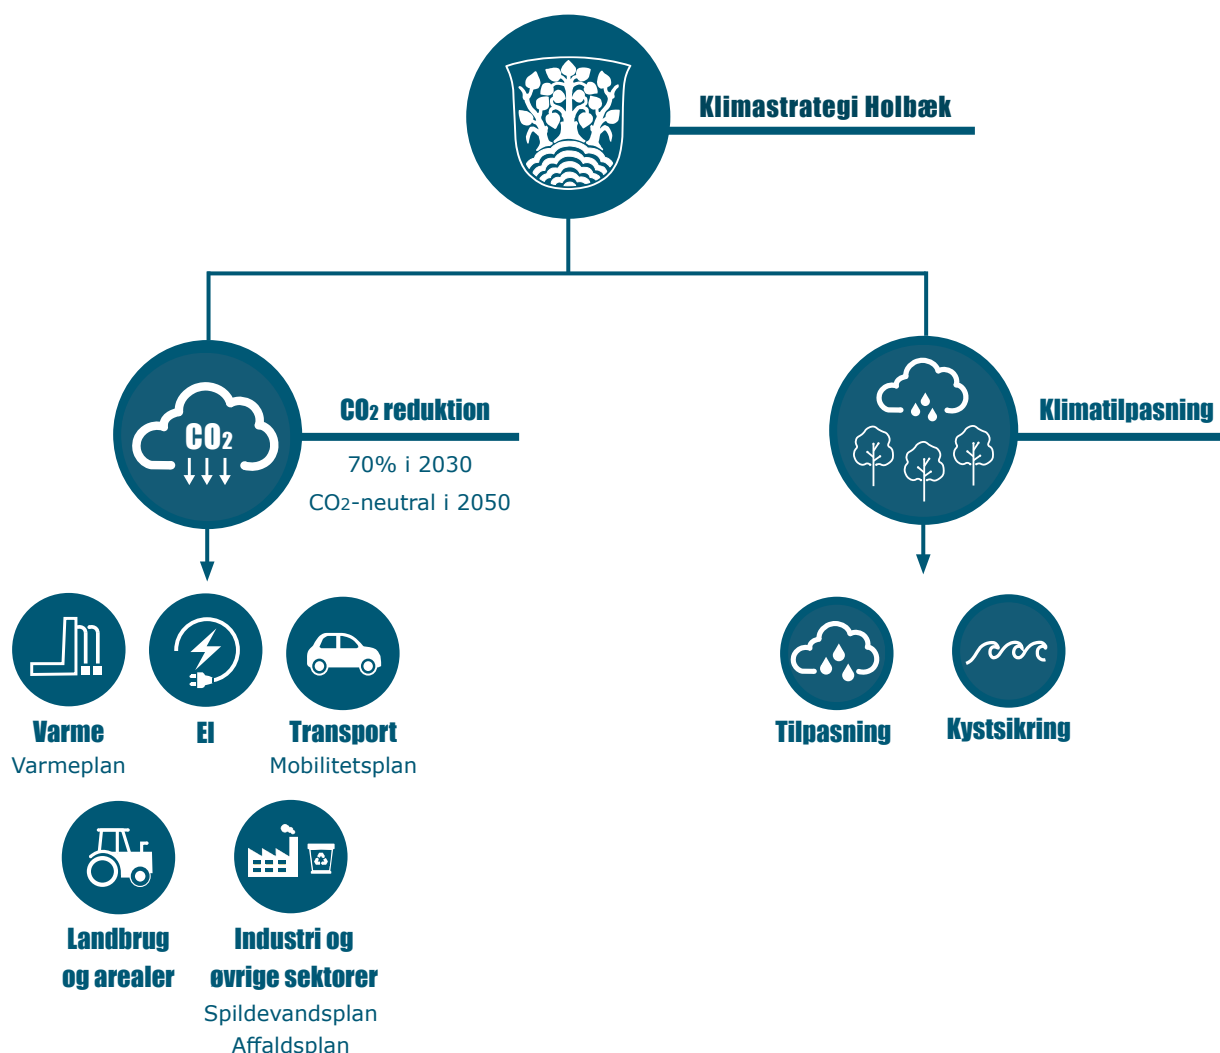 Klimastrategi Holbæk
CO2
CO2 reduktion
70% i 2030
CO2-neutral i 2050
Klimatilpasning
Varme
Varmeplan
El
Transport
Mobilitetsplan
Tilpasning
Kystsikring
Landbrug
og arealer
Industri og
øvrige sektorer
Spildevandsplan
Affaldsplan